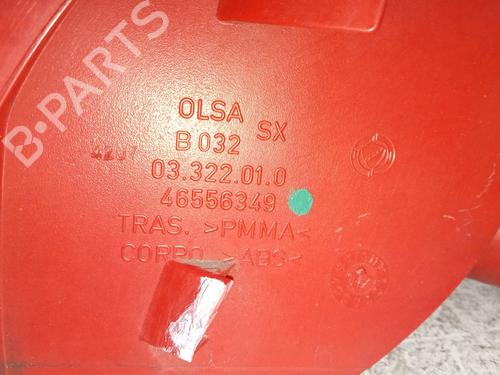 B-PARTS
OLSA SX
B 032
03.322.01.0
46556349
TRAS. >PMMA<
CORPO >ABS<